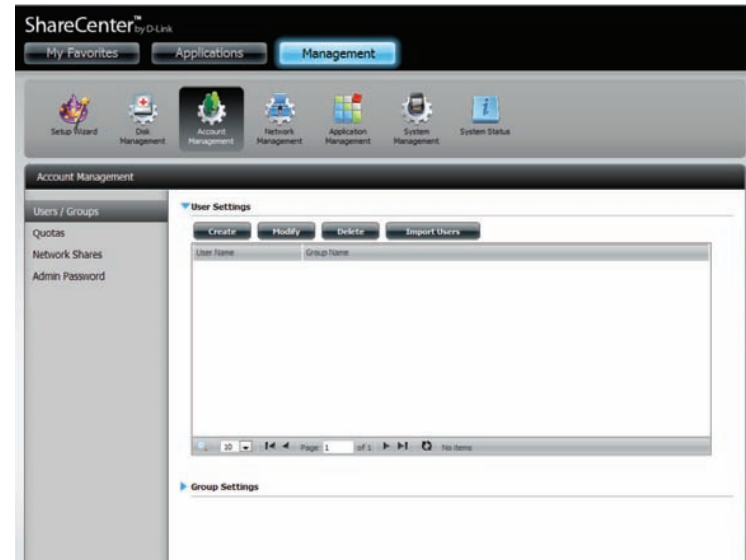 ShareCenter™ by D-Link
My Favorites Applications Management
Setup Wizard Disk Management Account Management Network Management Application Management System Management System Status
Account Management
Users / Groups
Quotas
Network Shares
Admin Password
User Settings
Create Modify Delete Import Users
User Name Group Name
10 Page 1 of 1 No items
Group Settings